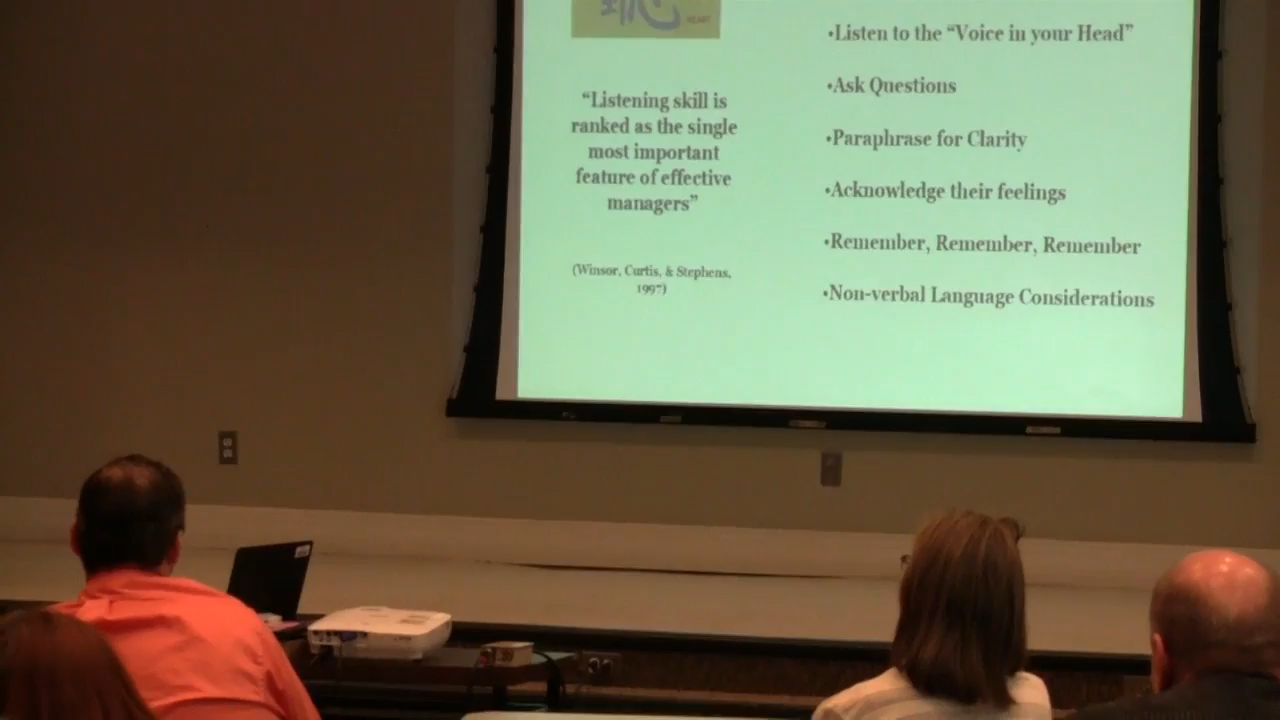 HEART
“Listening skill is
ranked as the single
most important
feature of effective
managers”
(Winsor, Curtis, & Stephens,
1997)
•Listen to the “Voice in your Head”
•Ask Questions
•Paraphrase for Clarity
•Acknowledge their feelings
•Remember, Remember, Remember
•Non-verbal Language Considerations